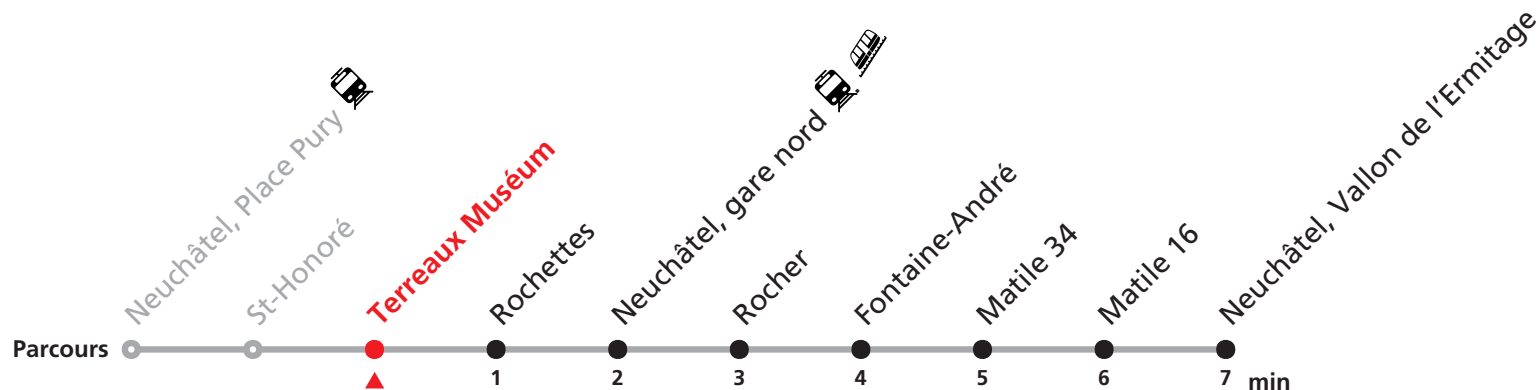 Neuchâtel, Place Pury
St-Honoré
Terreaux Muséum
Rochettes
Neuchâtel, gare nord
Rocher
Fontaine-André
Matile 34
Matile 16
Neuchâtel, Vallon de l’Ermitage
Parcours
1 2 3 4 5 6 7 min